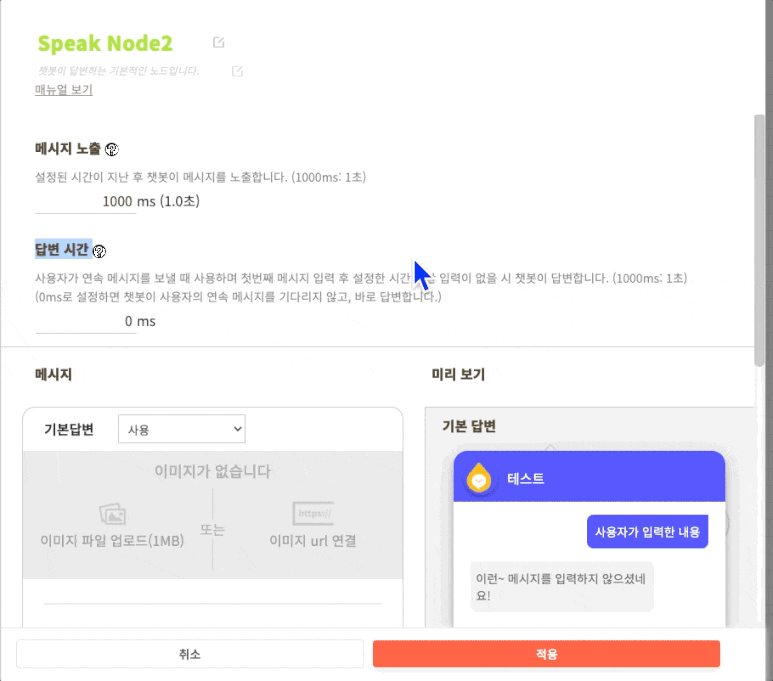 Speak Node2
챗봇이 답변하는 기본적인 노드입니다.
매뉴얼 보기
메시지 노출
설정된 시간이 지난 후 챗봇이 메시지를 노출합니다. (1000ms: 1초)
1000 ms (1.0초)
답변 시간
사용자가 연속 메시지를 보낼 때 사용하며 첫번째 메시지 입력 후 설정한 시간 입력이 없을 시 챗봇이 답변합니다. (1000ms: 1초)
(0ms로 설정하면 챗봇이 사용자의 연속 메시지를 기다리지 않고, 바로 답변합니다.)
0 ms
메시지
미리 보기
기본답변
사용
이미지가 없습니다
이미지 파일 업로드(1MB)
또는
https://
이미지 url 연결
기본 답변
테스트
사용자가 입력한 내용
이런~ 메시지를 입력하지 않으셨네
요!
취소
적용